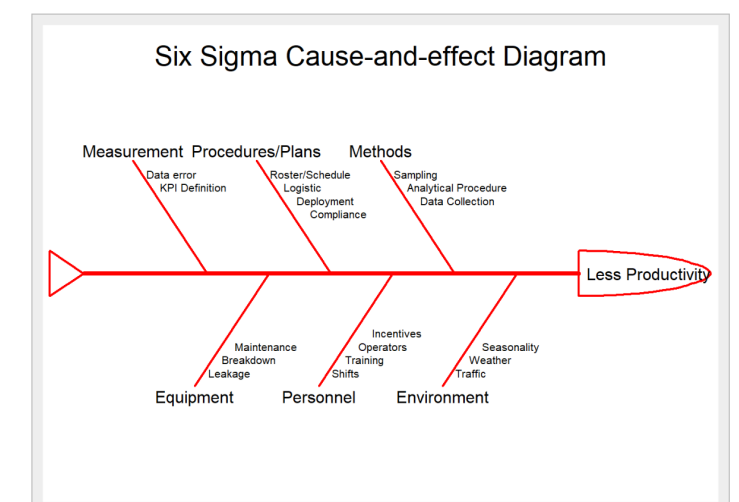 Six Sigma Cause-and-effect Diagram
Measurement Procedures/Plans Methods
Data error
KPI Definition
Roster/Schedule
Logistic
Deployment
Compliance
Sampling
Analytical Procedure
Data Collection
Less Productivity
Maintenance
Breakdown
Leakage
Incentives
Operators
Training
Shifts
Seasonality
Weather
Traffic
Equipment Personnel Environment